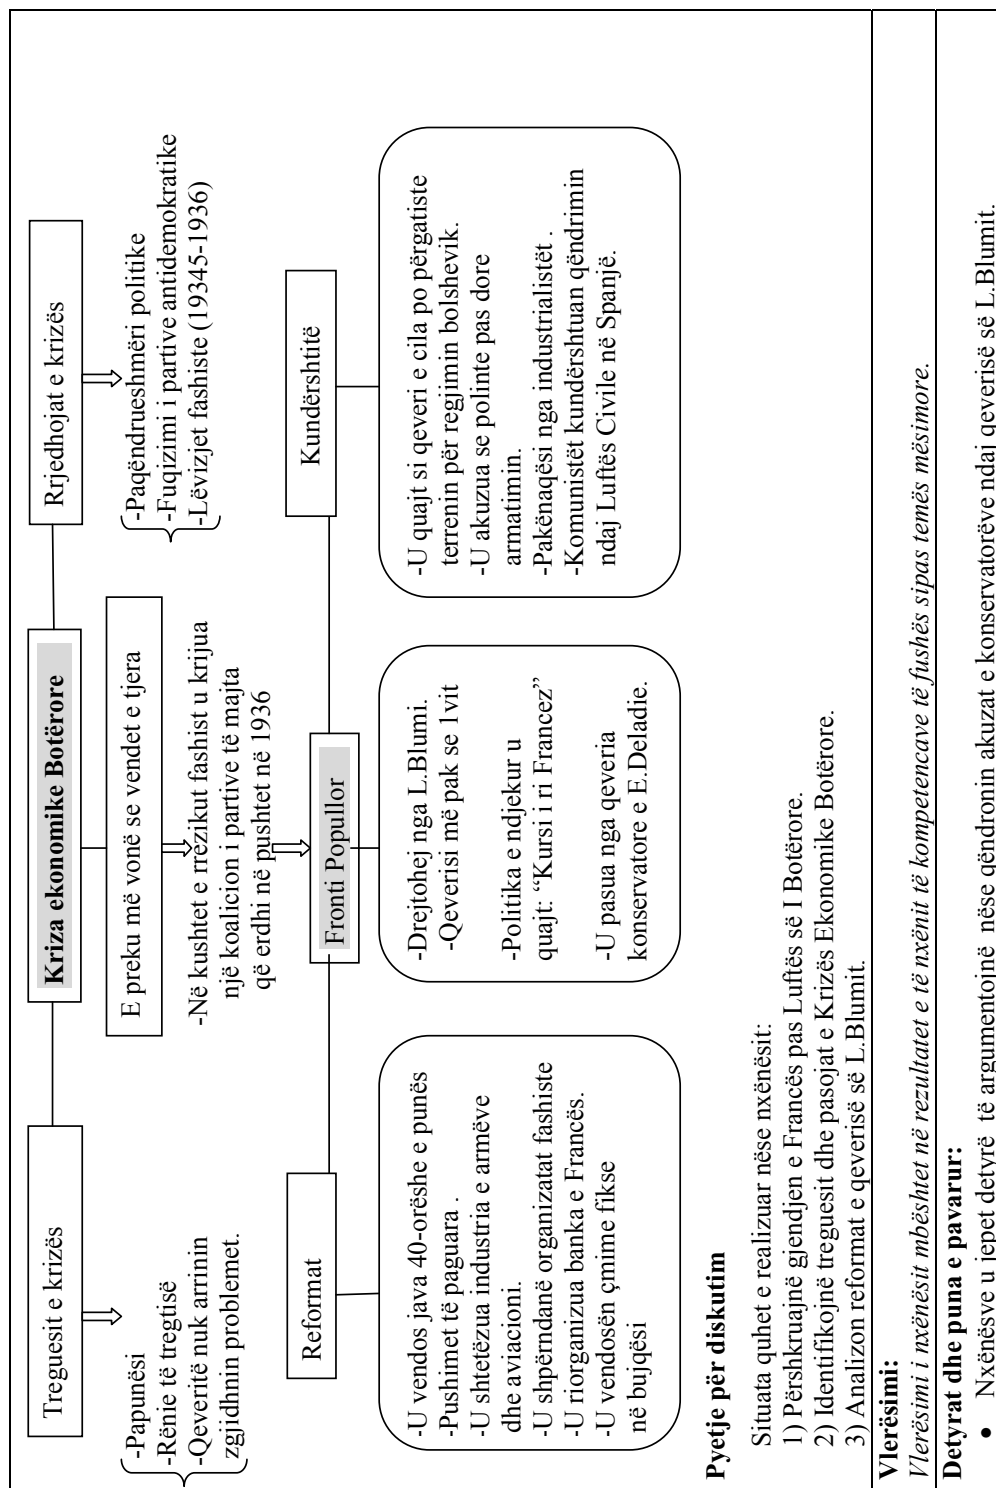 Kriza ekonomike Botërore
Treguesit e krizës
E preku më vonë se vendet e tjera
Rrjedhojat e krizës
-Papunësi
-Rënie të tregtisë
-Qeveritë nuk arrinin
zgjidhnin problemet.
-Në kushtet e rrezikut fashist u krijua
një koalicion i partive të majta
që erdhi në pushtet në 1936
-Paqëndrueshmëri politike
-Fuqizimi i partive antidemokratike
-Lëvizjet fashiste (19345-1936)
Reformat
Fronti Popullor
Kundërshtitë
-U vendos java 40-orëshe e punës
-Pushimet të paguara .
-U shtetëzua industria e armëve
dhe aviacioni.
-U shpërndanë organizatat fashiste
-U riorganizua banka e Francës.
-U vendosën çmime fikse
në bujqësi
-Drejtohej nga L.Blumi.
-Qeverisi më pak se 1vit
-Politika e ndjekur u
quajt: “Kursi i ri Francez”
-U pasua nga qeveria
konservatore e E.Deladie.
-U quajt si qeveri e cila po përgatiste
terrenin për regjimin bolshevik.
-U akuzua se po​linte pas dore
armatimin.
-Pakënaqësi nga industrialistët .
-Komunistët kundërshtuan qëndrimin
ndaj Luftës Civile në Spanjë.
Pyetje për diskutim
Situata quhet e realizuar nëse nxënësit:
1) Përshkruajnë gjendjen e Francës pas Luftës së I Botërore.
2) Identifikojnë treguesit dhe pasojat e Krizës Ekonomike Botërore.
3) Analizon reformat e qeverisë së L.Blumit.
Vlerësimi:
Vlerësimi i nxënësit mbështet në rezultatet e të nxënit të kompetencave të fushës sipas temës mësimore.
Detyrat dhe puna e pavarur:
● Nxënësve u jepet detyrë të argumentojnë nëse qëndronin akuzat e konservatorëve ndaj qeverisë së L.Blumit.